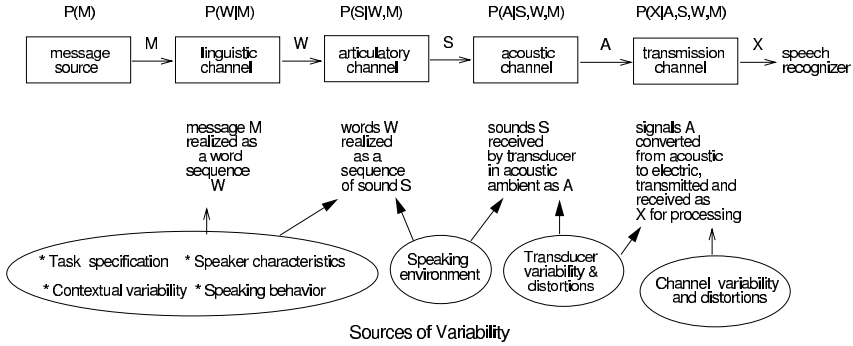 P(M)
P(W|M)
P(S|W,M)
P(A|S,W,M)
P(X|A,S,W,M)
message
source
M
linguistic
channel
W
articulatory
channel
S
acoustic
channel
A
transmission
channel
X
speech
recognizer
message M
realized as
a word
sequence
W
words W
realized
as a
sequence
of sound S
sounds S
received
by transducer
in acoustic
ambient as A
signals A
converted
from acoustic
to electric,
transmitted and
received as
X for processing
* Task specification * Speaker characteristics
* Contextual variability * Speaking behavior
Speaking
environment
Transducer
variability &
distortions
Channel variability
and distortions
Sources of Variability